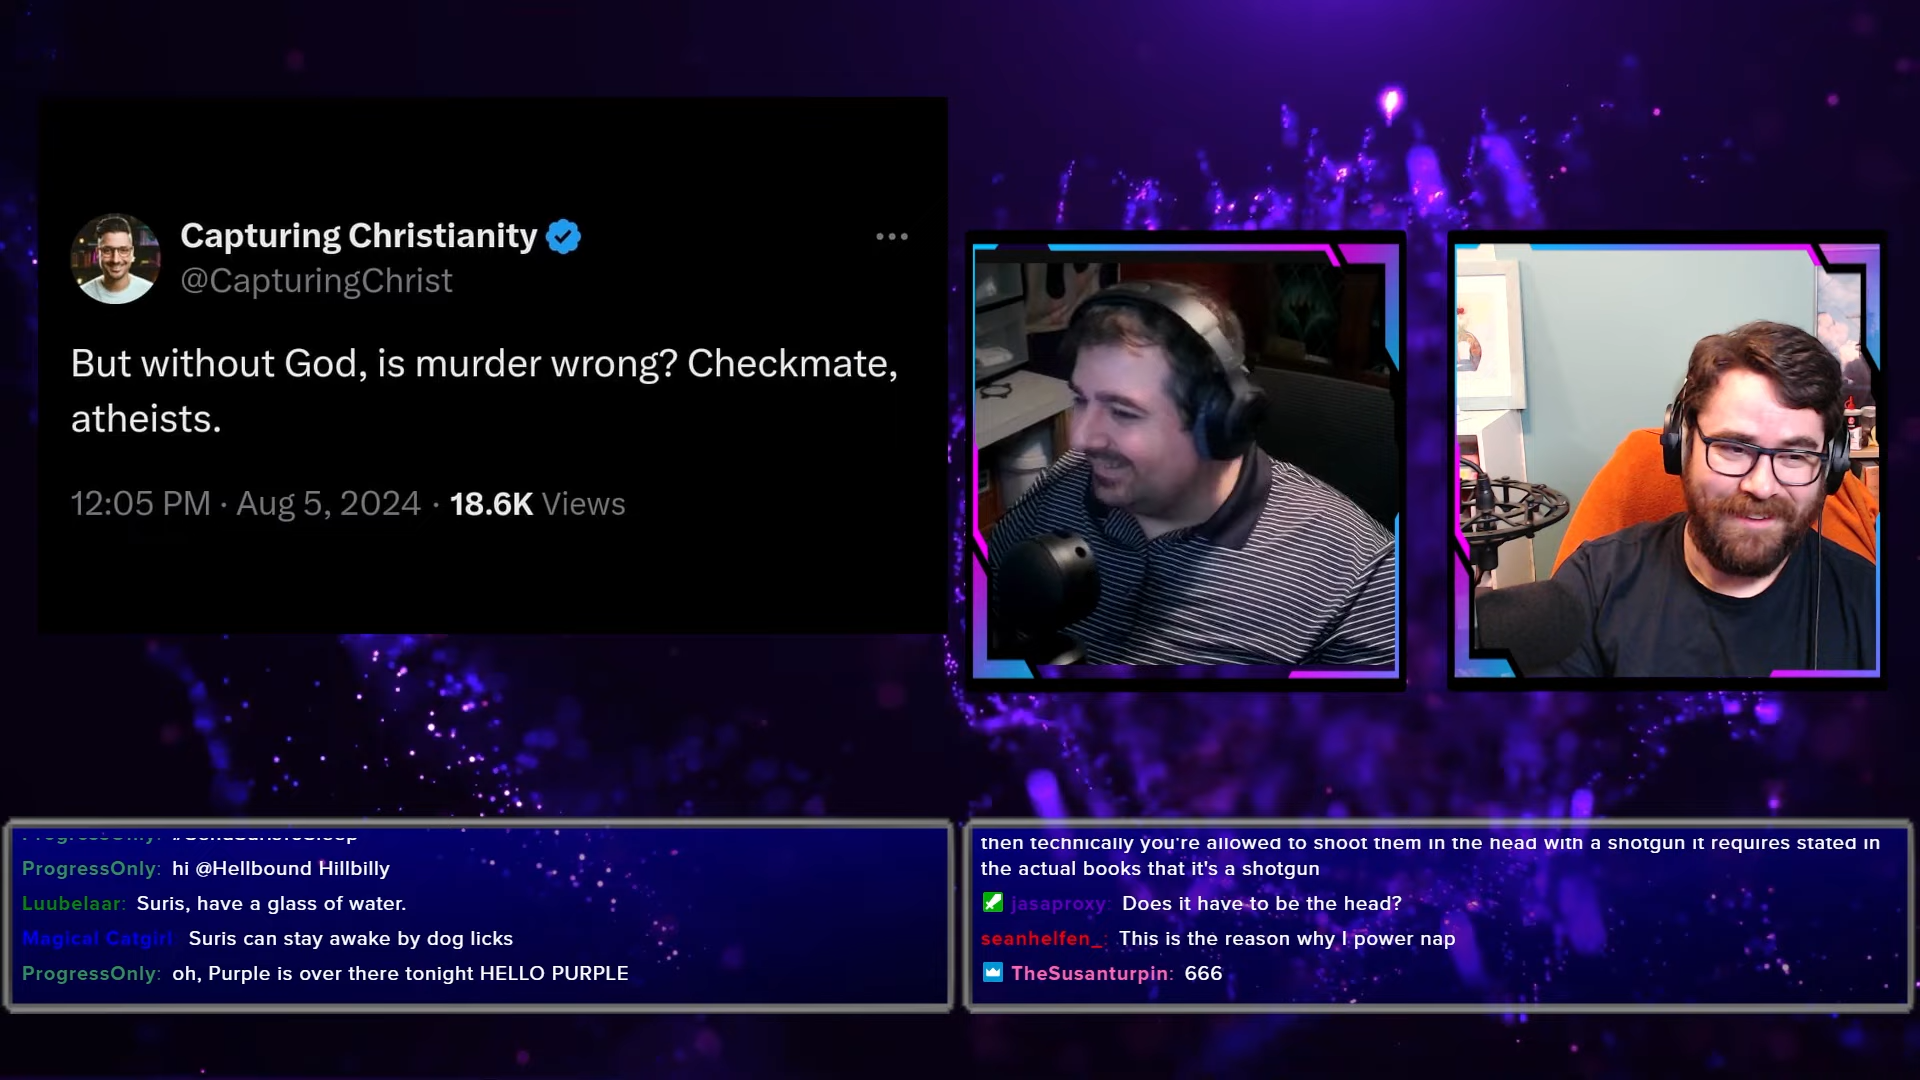 Capturing Christianity
@CapturingChrist
But without God, is murder wrong? Checkmate,
atheists.
12:05 PM · Aug 5, 2024 · 18.6K Views
ProgressOnly: hi @Hellbound Hillbilly
Luubelaar: Suris, have a glass of water.
Magical Catgirl: Suris can stay awake by dog licks
ProgressOnly: oh, Purple is over there tonight HELLO PURPLE
then technically you're allowed to shoot them in the head with a shotgun it requires stated in
the actual books that it's a shotgun
jasaproxy: Does it have to be the head?
seanhelfen_: This is the reason why I power nap
TheSusanturpin: 666